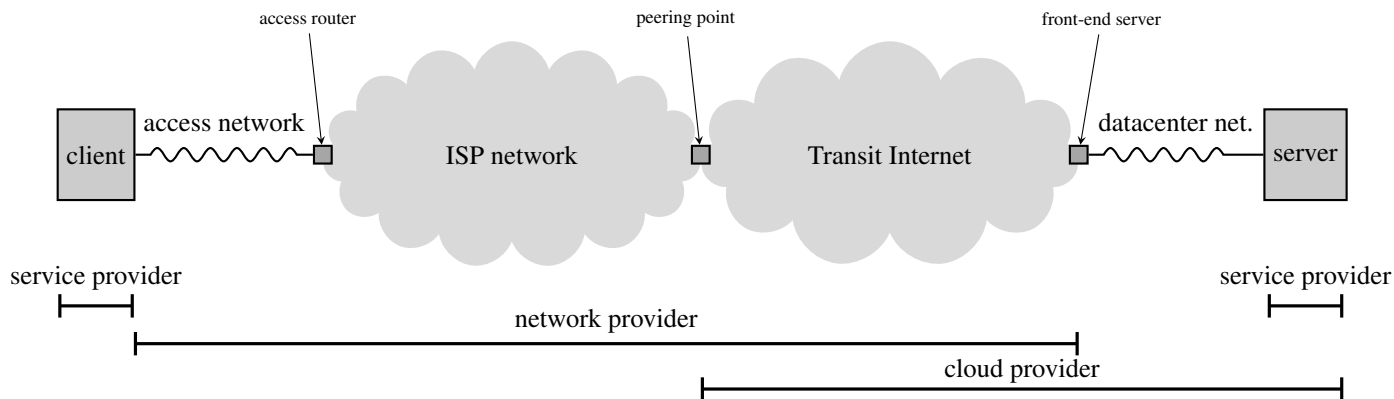 access router
peering point
front-end server
access network
datacenter net.
client
ISP network
Transit Internet
server
service provider
service provider
network provider
cloud provider